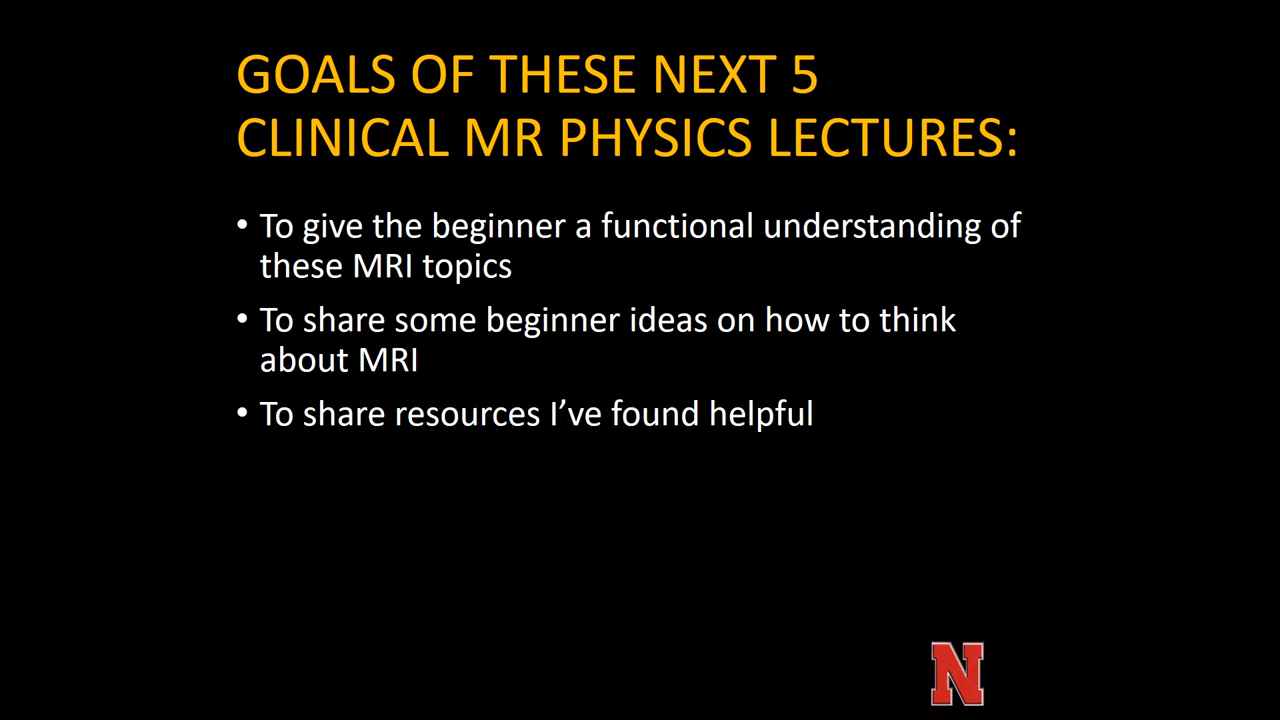 GOALS OF THESE NEXT 5
CLINICAL MR PHYSICS LECTURES:
• To give the beginner a functional understanding of
these MRI topics
• To share some beginner ideas on how to think
about MRI
• To share resources I’ve found helpful
N